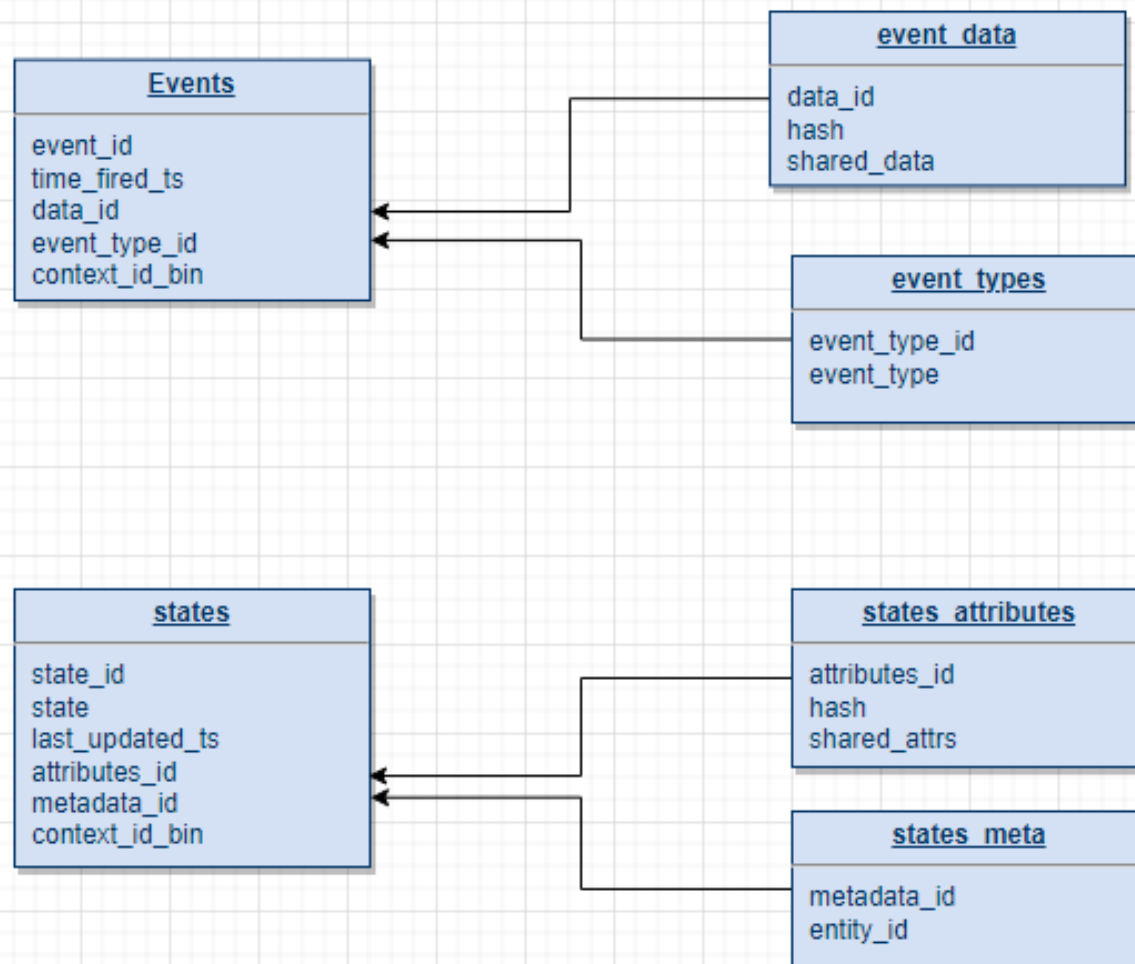 Events
event_id
time_fired_ts
data_id
event_type_id
context_id_bin
event_data
data_id
hash
shared_data
event_types
event_type_id
event_type
states
state_id
state
last_updated_ts
attributes_id
metadata_id
context_id_bin
states_attributes
attributes_id
hash
shared_attrs
states_meta
metadata_id
entity_id